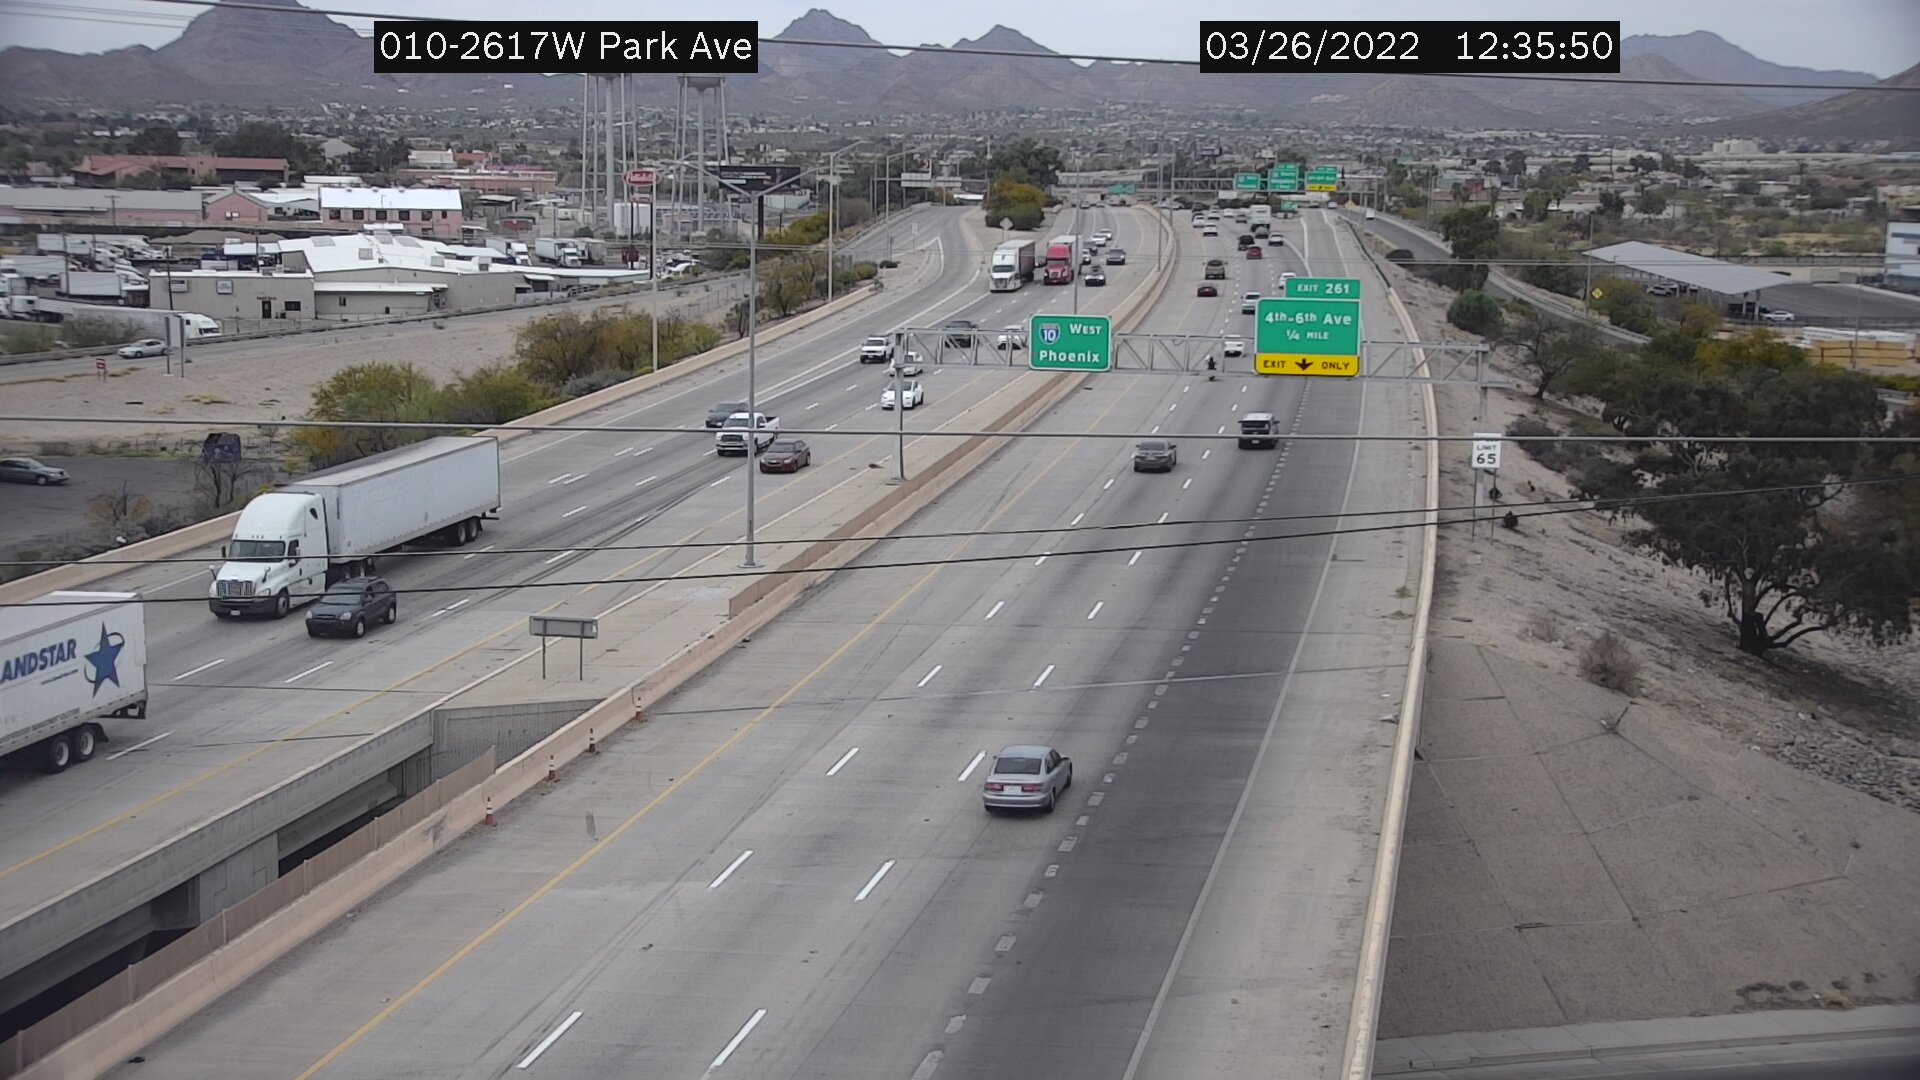 010-2617W Park Ave
03/26/2022 12:35:50
EXIT 261
4th-6th Ave
1/4 MILE
EXIT ONLY
10 WEST
Phoenix
LIMIT
65
LANDSTAR